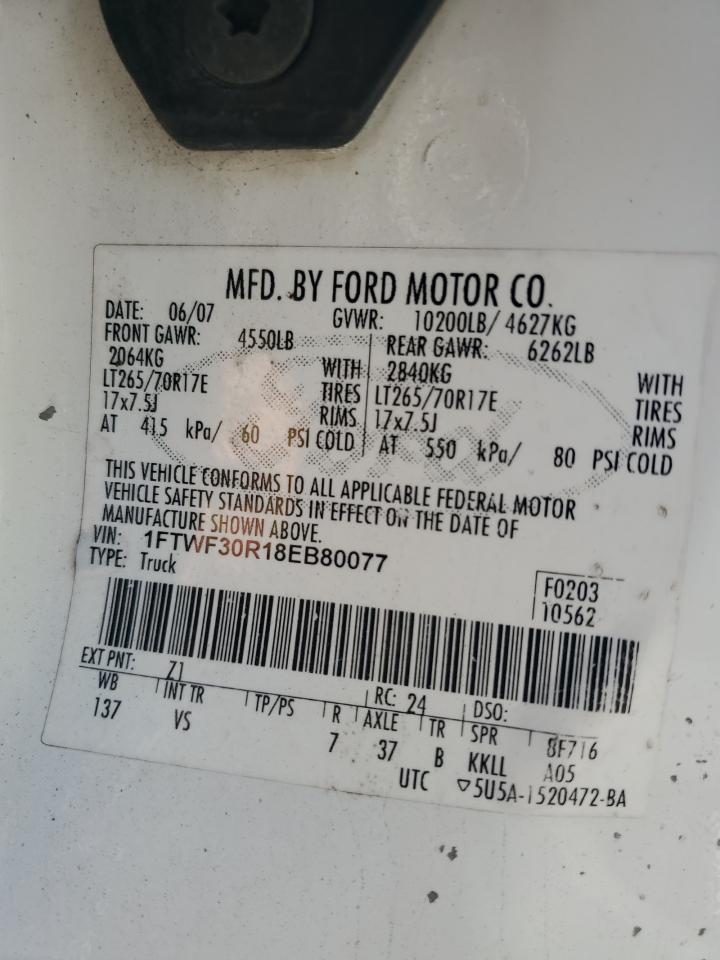 MFD. BY FORD MOTOR CO.
DATE: 06/07 GVWR: 10200LB/ 4627KG
FRONT GAWR: 4550LB REAR GAWR: 6262LB
2064KG WITH 2840KG WITH
LT265/70R17E TIRES LT265/70R17E TIRES
17x7.5J RIMS 17x7.5J RIMS
AT 415 kPa/ 60 PSI COLD AT 550 kPa/ 80 PSI COLD
THIS VEHICLE CONFORMS TO ALL APPLICABLE FEDERAL MOTOR
VEHICLE SAFETY STANDARDS IN EFFECT ON THE DATE OF
MANUFACTURE SHOWN ABOVE.
VIN: 1FTWF30R18EB80077
TYPE: Truck
F0203
10562
EXT PNT: Z1 RC: 24 DSO:
WB INT TR TP/PS R AXLE TR SPR 8F716
137 VS 7 37 B KKLL A05
UTC ▽5U5A-1520472-BA